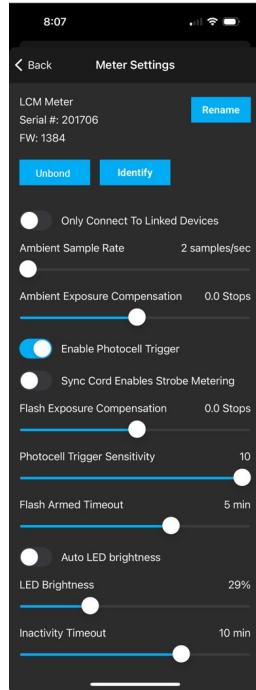 8:07
Back Meter Settings
LCM Meter
Serial #: 201706
FW: 1384
Rename
Unbond Identify
Only Connect To Linked Devices
Ambient Sample Rate 2 samples/sec
Ambient Exposure Compensation 0.0 Stops
Enable Photocell Trigger
Sync Cord Enables Strobe Metering
Flash Exposure Compensation 0.0 Stops
Photocell Trigger Sensitivity 10
Flash Armed Timeout 5 min
Auto LED brightness
LED Brightness 29%
Inactivity Timeout 10 min